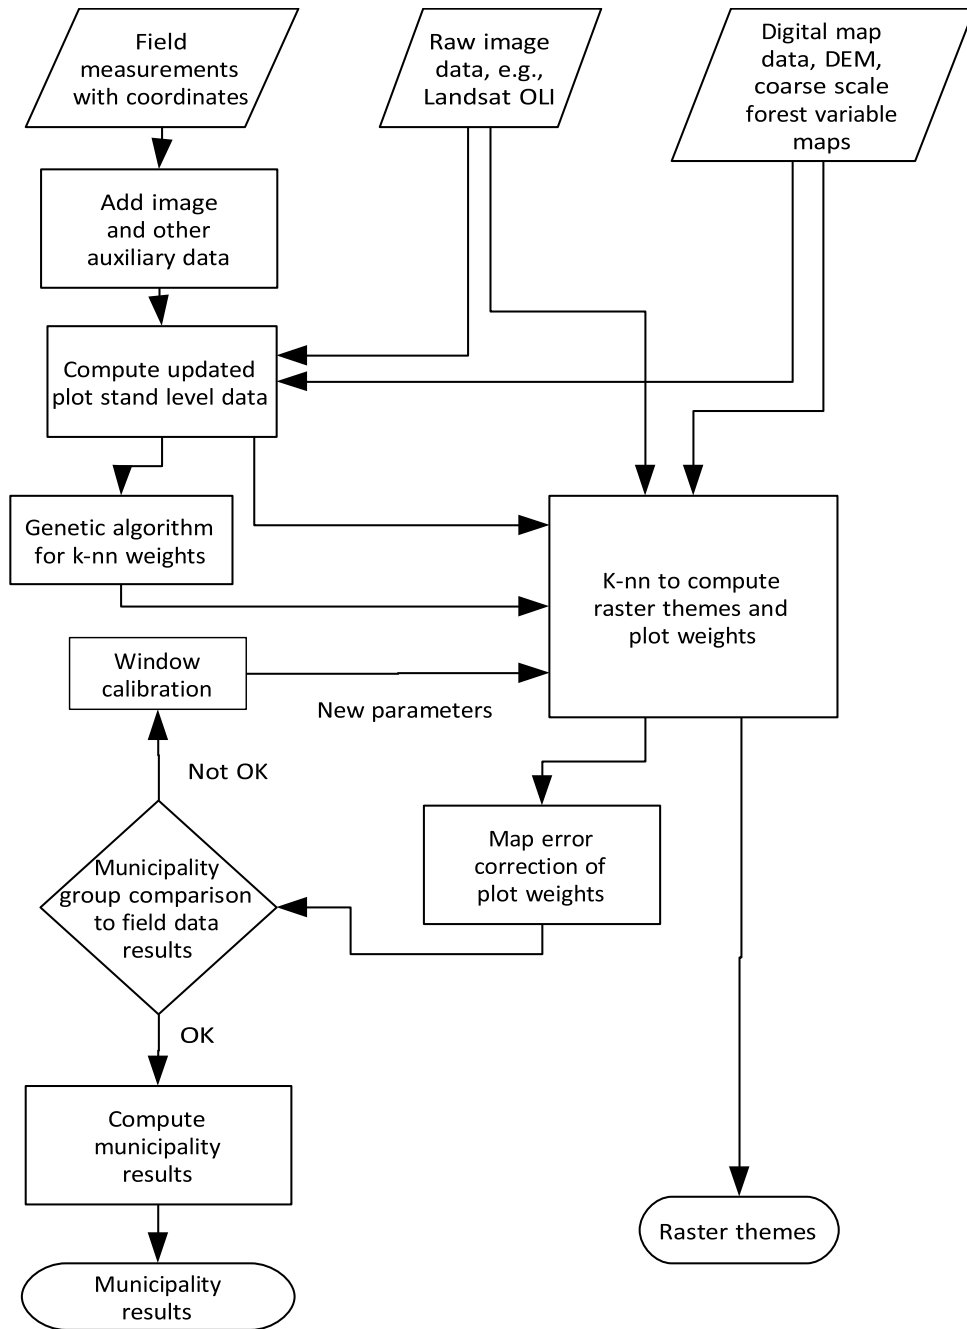 Field
measurements
with coordinates
Raw image
data, e.g.,
Landsat OLI
Digital map
data, DEM,
coarse scale
forest variable
maps
Add image
and other
auxiliary data
Compute updated
plot stand level data
Genetic algorithm
for k-nn weights
K-nn to compute
raster themes and
plot weights
Window
calibration
New parameters
Not OK
Map error
correction of
plot weights
Municipality
group comparison
to field data
results
OK
Compute
municipality
results
Raster themes
Municipality
results